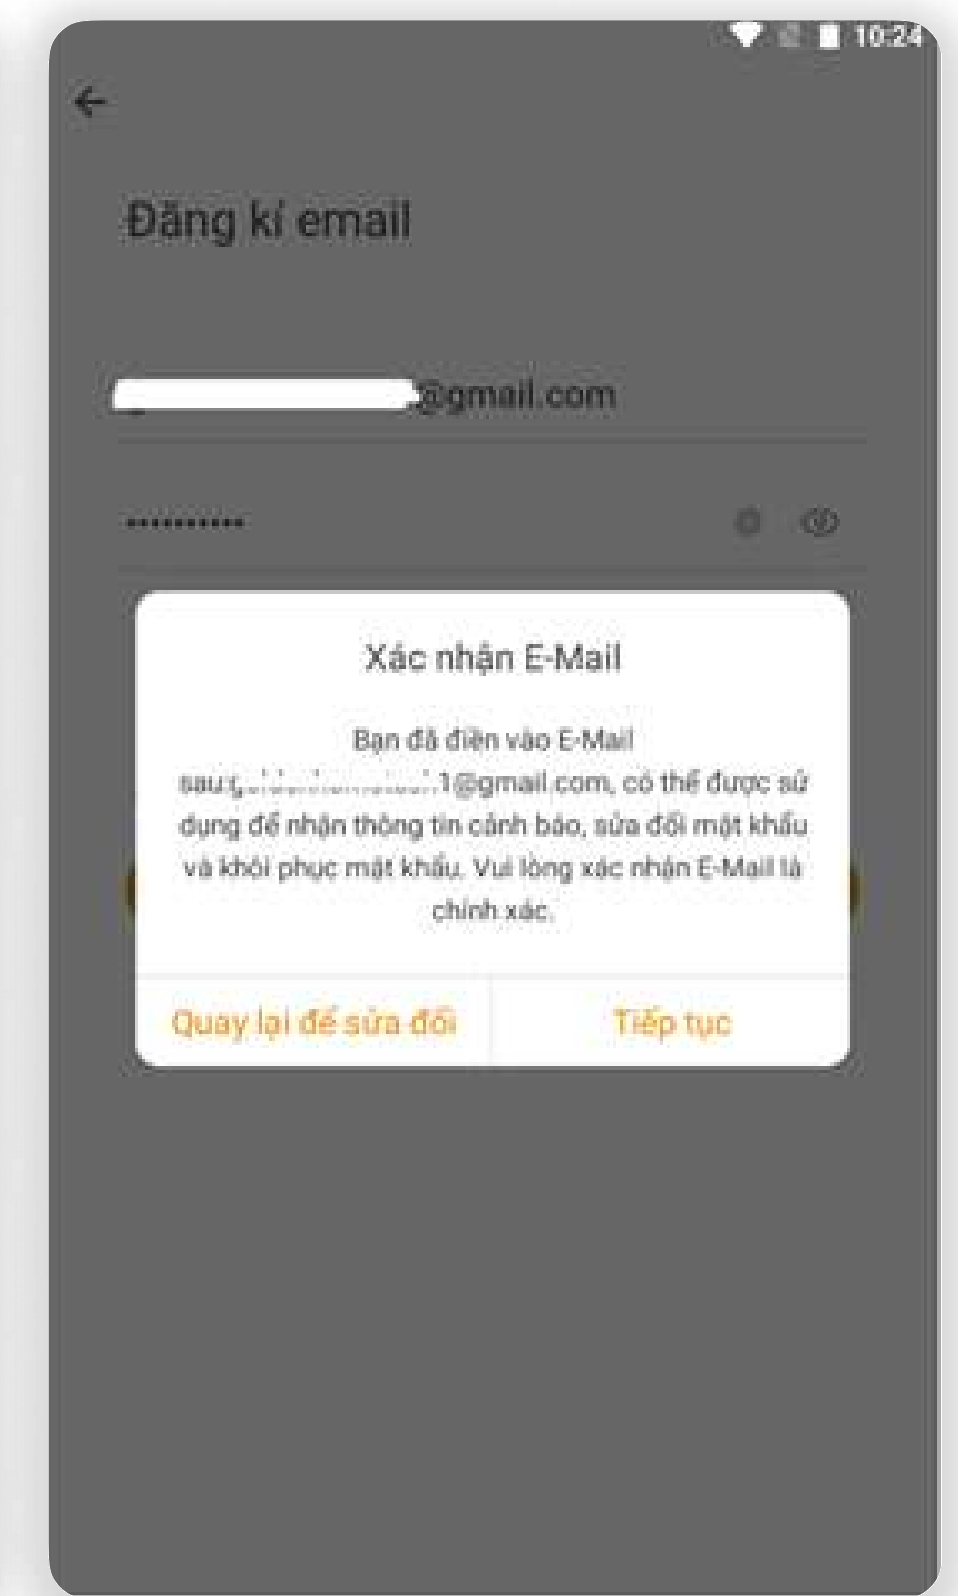 10:24
Đăng kí email
@gmail.com
Xác nhận E-Mail
Bạn đã điền vào E-Mail
sau: 1@gmail.com, có thể được sử
dụng để nhận thông tin cảnh báo, sửa đổi mật khẩu
và khôi phục mật khẩu. Vui lòng xác nhận E-Mail là
chính xác.
Quay lại để sửa đổi
Tiếp tục